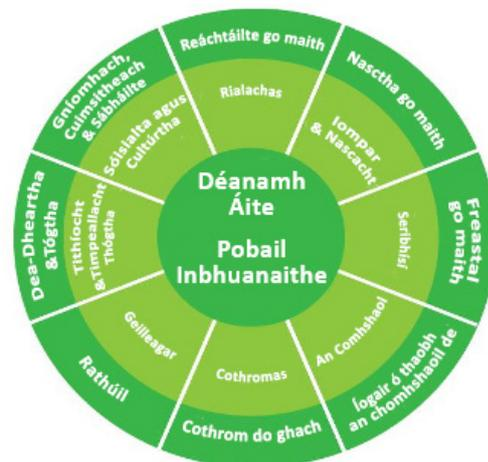 Déanamh
Áite
Pobail
Inbhuanaithe
Reáchtáilte go maith
Rialachas
Nasctha go maith
Iompar
& Nascacht
Freastal
go maith
Seribhísí
Íogair ó thaobh
an chomhshaoil de
An Comhshaol
Cothrom do ghach
Cothromas
Rathúil
Geilleagar
Dea-Dheartha
&Tógtha
Tithíocht
&Timpeallacht
Thógtha
Gníomhach,
Cuimsitheach
& Sábháilte
Sóisialta agus
Cultúrtha